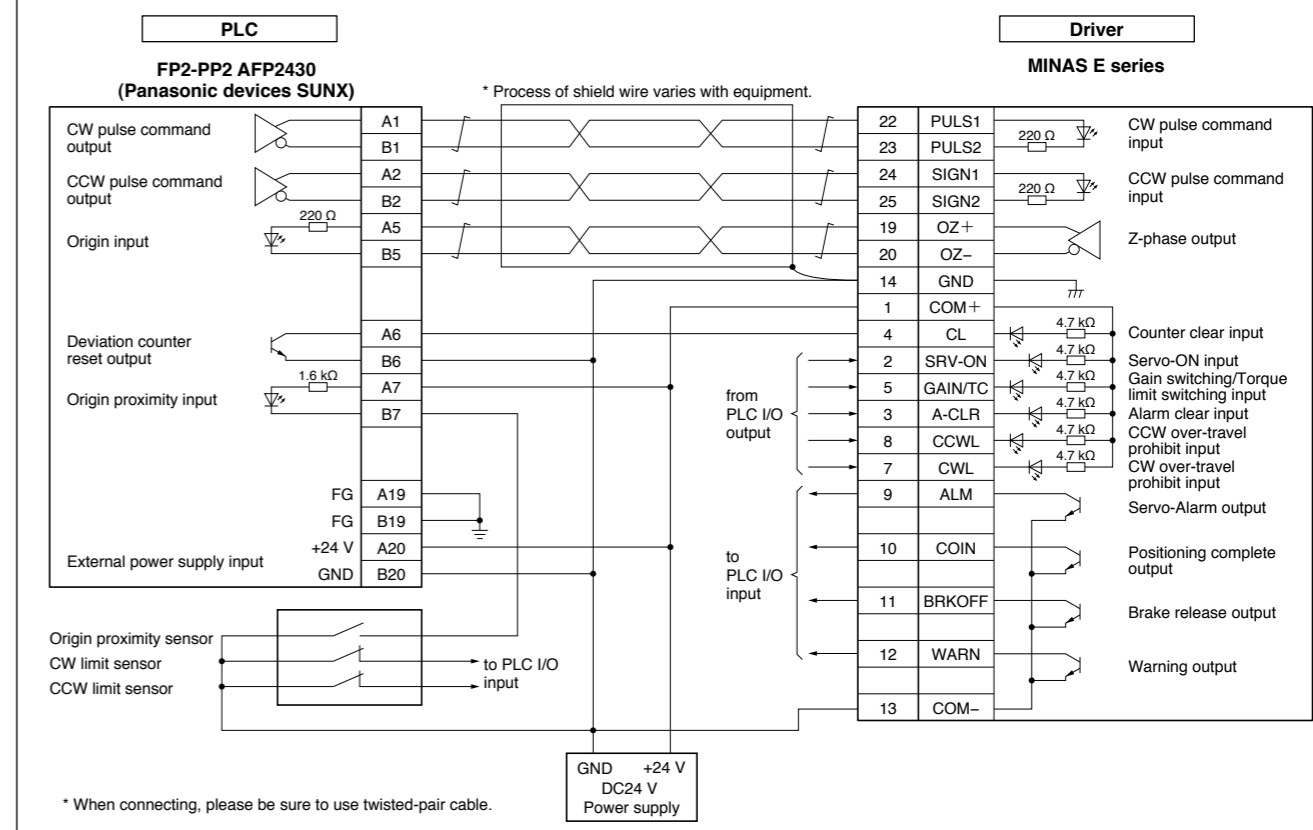 PLC
Driver
FP2-PP2 AFP2430
(Panasonic devices SUNX)
MINAS E series
* Process of shield wire varies with equipment.
CW pulse command
output
A1
B1
CCW pulse command
output
A2
B2
220 Ω
Origin input
A5
B5
Deviation counter
reset output
A6
B6
1.6 kΩ
Origin proximity input
A7
B7
FG A19
FG B19
External power supply input
+24 V A20
GND B20
Origin proximity sensor
CW limit sensor
CCW limit sensor
to PLC I/O
input
from
PLC I/O
output
to
PLC I/O
input
22 PULS1
23 PULS2
220 Ω
CW pulse command
input
24 SIGN1
25 SIGN2
220 Ω
CCW pulse command
input
19 OZ+
20 OZ−
Z-phase output
14 GND
1 COM+
4 CL 4.7 kΩ Counter clear input
2 SRV-ON 4.7 kΩ Servo-ON input
5 GAIN/TC 4.7 kΩ Gain switching/Torque
limit switching input
3 A-CLR 4.7 kΩ Alarm clear input
8 CCWL 4.7 kΩ CCW over-travel
prohibit input
7 CWL 4.7 kΩ CW over-travel
prohibit input
9 ALM Servo-Alarm output
10 COIN Positioning complete
output
11 BRKOFF Brake release output
12 WARN Warning output
13 COM−
GND +24 V
DC24 V
Power supply
* When connecting, please be sure to use twisted-pair cable.